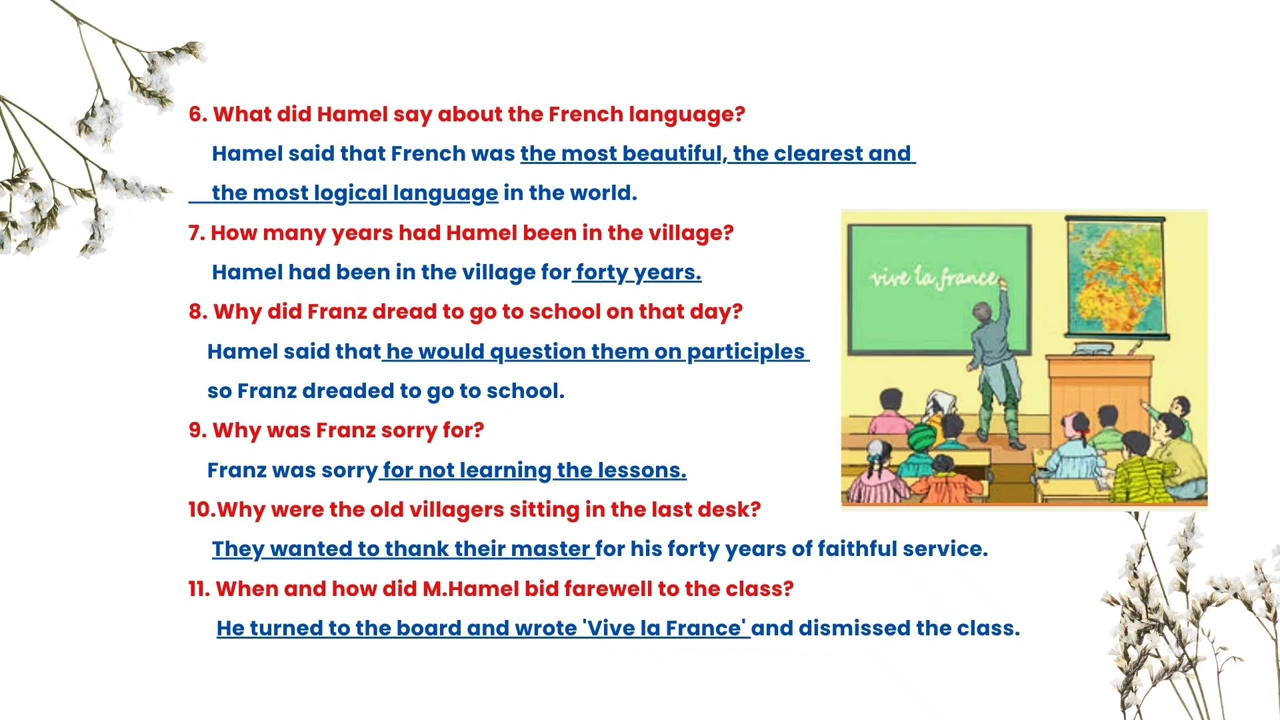 6. What did Hamel say about the French language?
Hamel said that French was the most beautiful, the clearest and
the most logical language in the world.
7. How many years had Hamel been in the village?
Hamel had been in the village for forty years.
8. Why did Franz dread to go to school on that day?
Hamel said that he would question them on participles
so Franz dreaded to go to school.
9. Why was Franz sorry for?
Franz was sorry for not learning the lessons.
10.Why were the old villagers sitting in the last desk?
They wanted to thank their master for his forty years of faithful service.
11. When and how did M.Hamel bid farewell to the class?
He turned to the board and wrote 'Vive la France' and dismissed the class.
vive la france